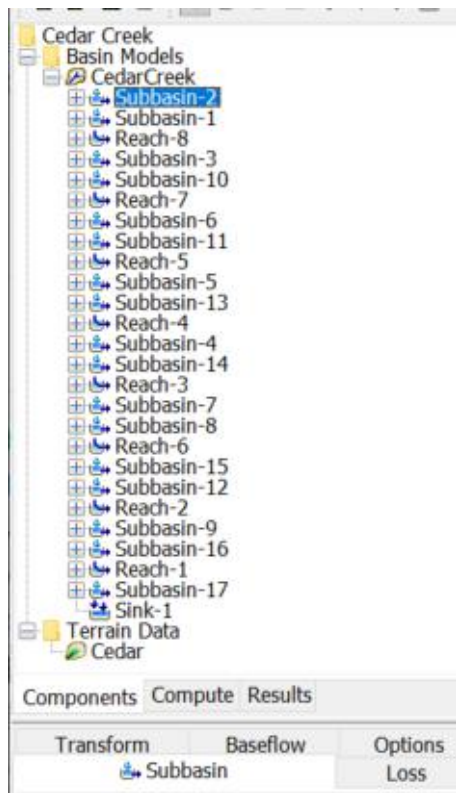 Cedar Creek
Basin Models
CedarCreek
Subbasin-2
Subbasin-1
Reach-8
Subbasin-3
Subbasin-10
Reach-7
Subbasin-6
Subbasin-11
Reach-5
Subbasin-5
Subbasin-13
Reach-4
Subbasin-4
Subbasin-14
Reach-3
Subbasin-7
Subbasin-8
Reach-6
Subbasin-15
Subbasin-12
Reach-2
Subbasin-9
Subbasin-16
Reach-1
Subbasin-17
Sink-1
Terrain Data
Cedar
Components Compute Results
Transform Baseflow Options
Subbasin Loss